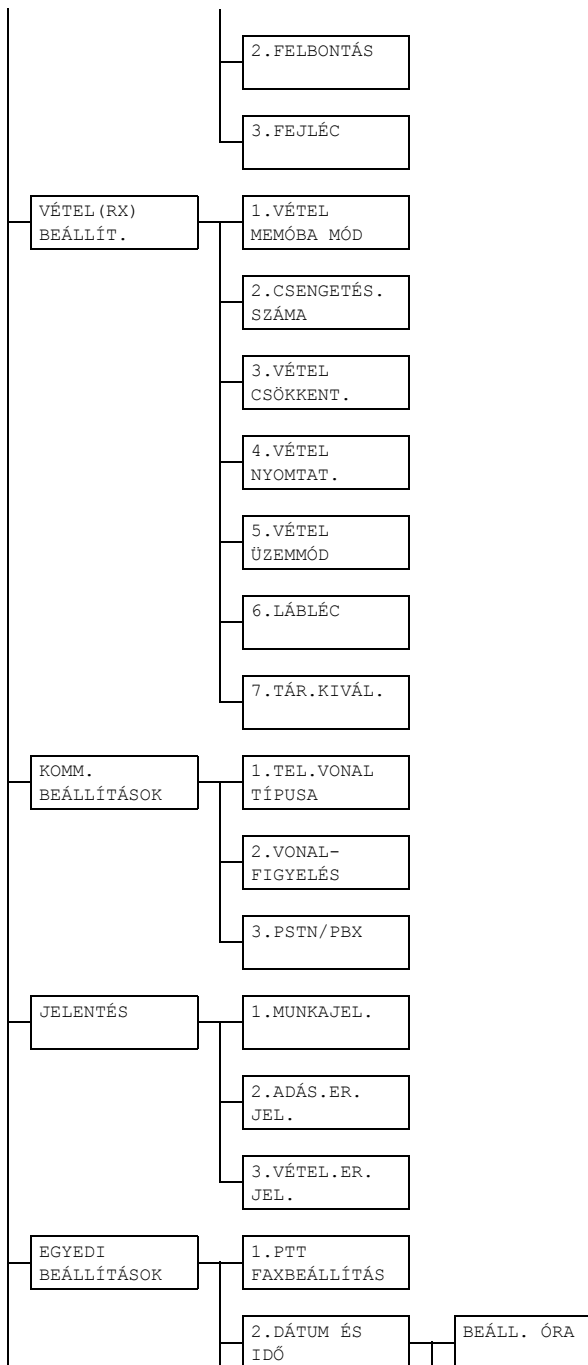 2.FELBONTÁS
3.FEJLÉC
VÉTEL(RX)
BEÁLLÍT.
1.VÉTEL
MEMÓBA MÓD
2.CSENGETÉS.
SZÁMA
3.VÉTEL
CSÖKKENT.
4.VÉTEL
NYOMTAT.
5.VÉTEL
ÜZEMMÓD
6.LÁBLÉC
7.TÁR.KIVÁL.
KOMM.
BEÁLLÍTÁSOK
1.TEL.VONAL
TÍPUSA
2.VONAL-
FIGYELÉS
3.PSTN/PBX
JELENTÉS
1.MUNKAJEL.
2.ADÁS.ER.
JEL.
3.VÉTEL.ER.
JEL.
EGYEDI
BEÁLLÍTÁSOK
1.PTT
FAXBEÁLLÍTÁS
2.DÁTUM ÉS
IDŐ
BEÁLL. ÓRA